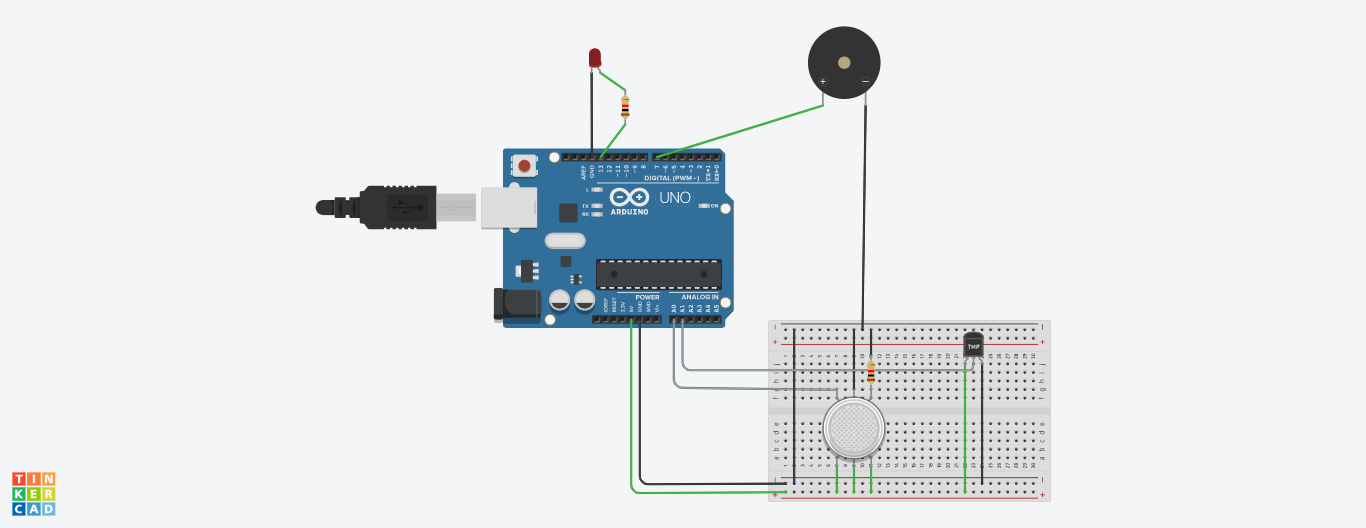 + −
AREF
GND
13
12
~11
~10
~9
8
7
~6
~5
4
~3
2
TX→1
RX←0
DIGITAL (PWM~)
L
TX
RX
ARDUINO
UNO
ON
POWER
ANALOG IN
IOREF
RESET
3.3V
5V
GND
GND
Vin
A0
A1
A2
A3
A4
A5
TMP
a b c d e
f g h i j
TIN
KER
CAD